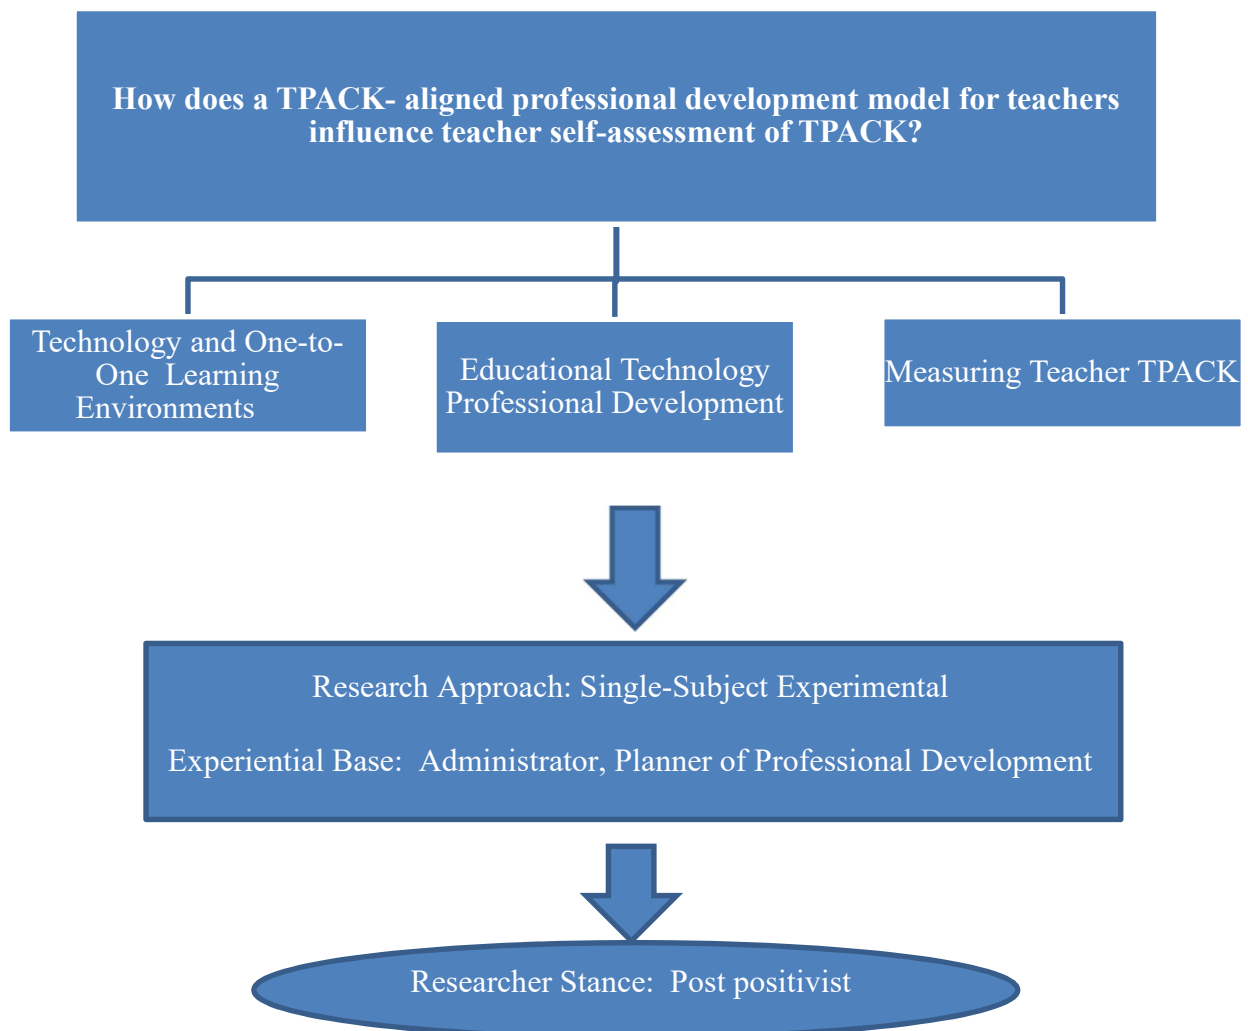 How does a TPACK- aligned professional development model for teachers
influence teacher self-assessment of TPACK?
Technology and One-to-
One Learning
Environments
Educational Technology
Professional Development
Measuring Teacher TPACK
Research Approach: Single-Subject Experimental
Experiential Base: Administrator, Planner of Professional Development
Researcher Stance: Post positivist